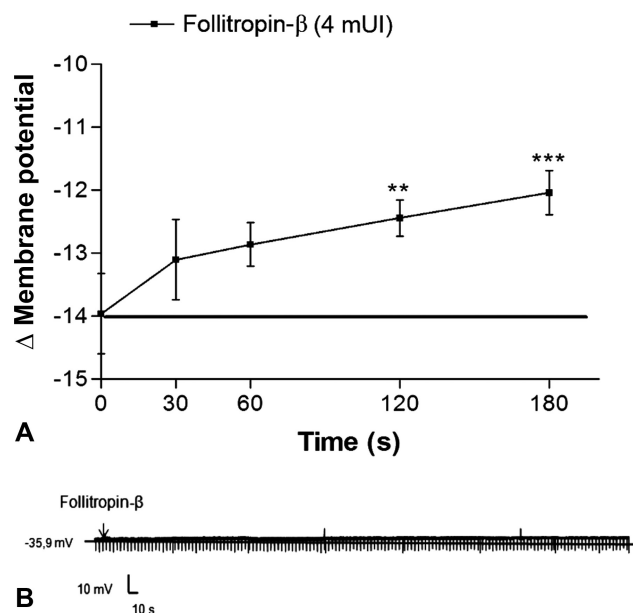 Follitropin-β (4 mUI)
Δ Membrane potential
-10
-11
-12
-13
-14
-15
**
***
0 30 60 120 180
Time (s)
A
Follitropin-β
-35,9 mV
10 mV
10 s
B